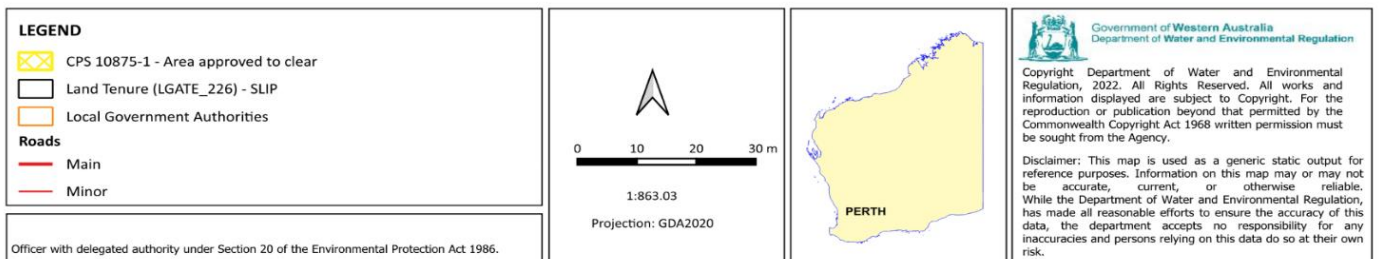 LEGEND
CPS 10875-1 - Area approved to clear
Land Tenure (LGATE_226) - SLIP
Local Government Authorities
Roads
Main
Minor
Officer with delegated authority under Section 20 of the Environmental Protection Act 1986.
0 10 20 30 m
1:863.03
Projection: GDA2020
PERTH
Government of Western Australia
Department of Water and Environmental Regulation
Copyright Department of Water and Environmental
Regulation, 2022. All Rights Reserved. All works and
information displayed are subject to Copyright. For the
reproduction or publication beyond that permitted by the
Commonwealth Copyright Act 1968 written permission must
be sought from the Agency.
Disclaimer: This map is used as a generic static output for
reference purposes. Information on this map may or may not
be accurate, current, or otherwise reliable.
While the Department of Water and Environmental Regulation,
has made all reasonable efforts to ensure the accuracy of this
data, the department accepts no responsibility for any
inaccuracies and persons relying on this data do so at their own
risk.